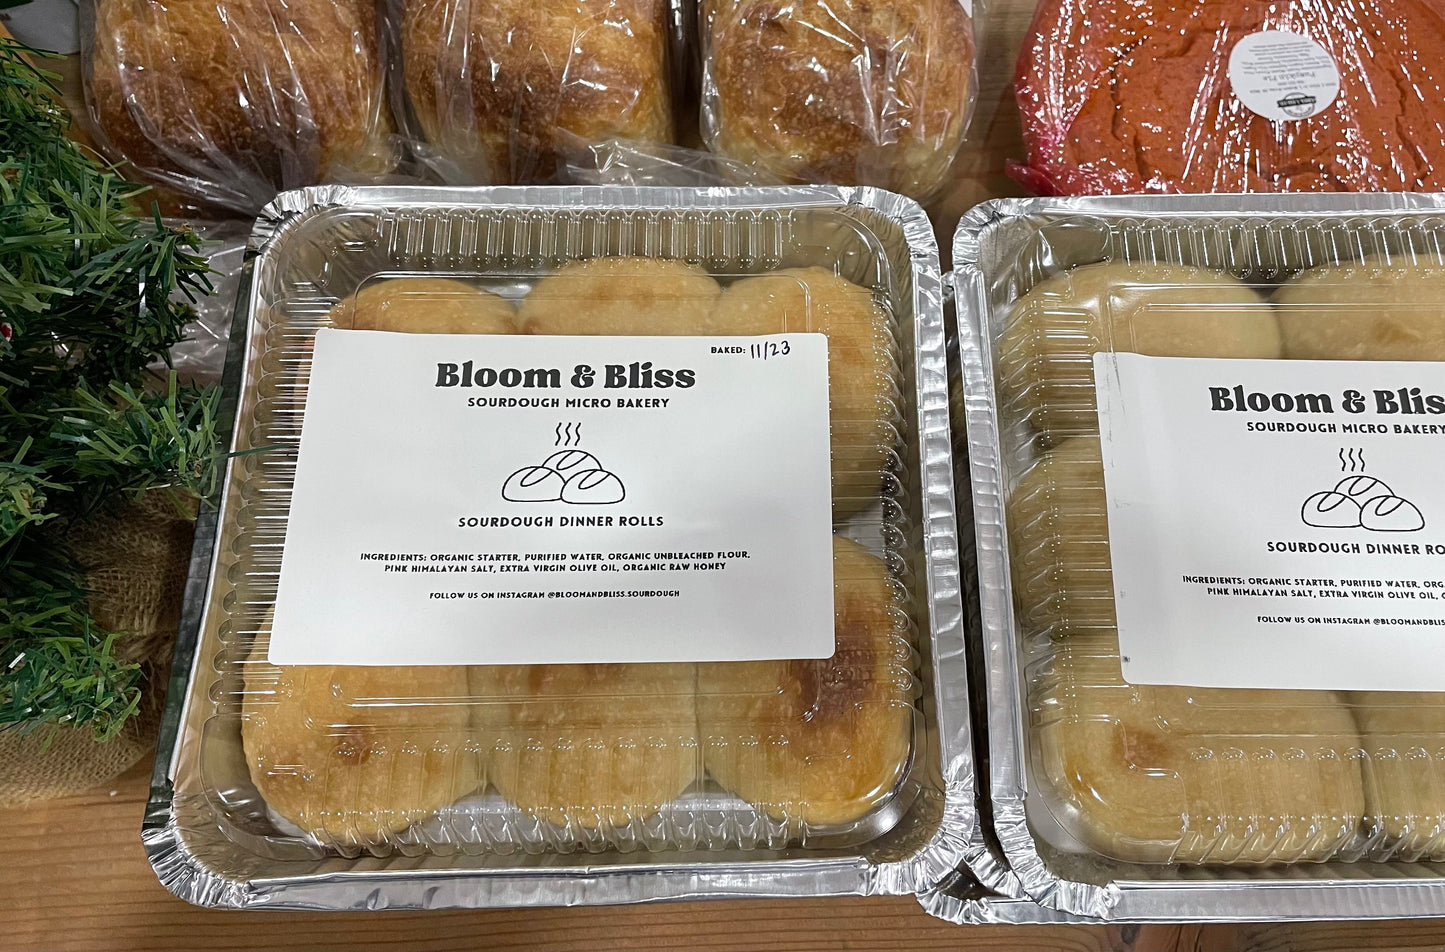 Pumpkin Pie
BAKED: 11/23
Bloom & Bliss
SOURDOUGH MICRO BAKERY
SOURDOUGH DINNER ROLLS
INGREDIENTS: ORGANIC STARTER, PURIFIED WATER, ORGANIC UNBLEACHED FLOUR,
PINK HIMALAYAN SALT, EXTRA VIRGIN OLIVE OIL, ORGANIC RAW HONEY
FOLLOW US ON INSTAGRAM @BLOOMANDBLISS.SOURDOUGH
Bloom & Blis
SOURDOUGH MICRO BAKERY
SOURDOUGH DINNER RO
INGREDIENTS: ORGANIC STARTER, PURIFIED WATER, ORG
PINK HIMALAYAN SALT, EXTRA VIRGIN OLIVE OIL,
FOLLOW US ON INSTAGRAM @BLOOMANDBLIS